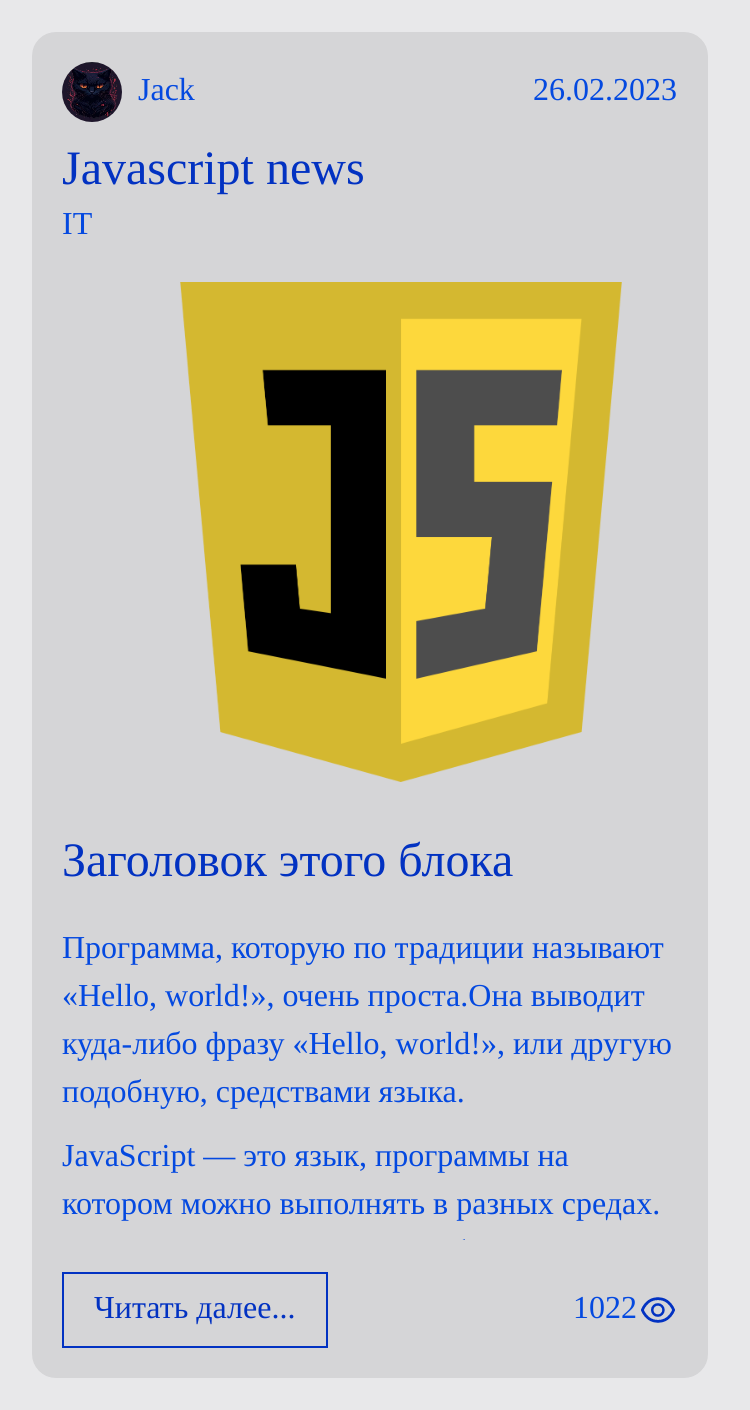 Jack 26.02.2023
Javascript news
IT
JS
Заголовок этого блока
Программа, которую по традиции называют
«Hello, world!», очень проста.Она выводит
куда-либо фразу «Hello, world!», или другую
подобную, средствами языка.
JavaScript — это язык, программы на
котором можно выполнять в разных средах.
Читать далее... 1022